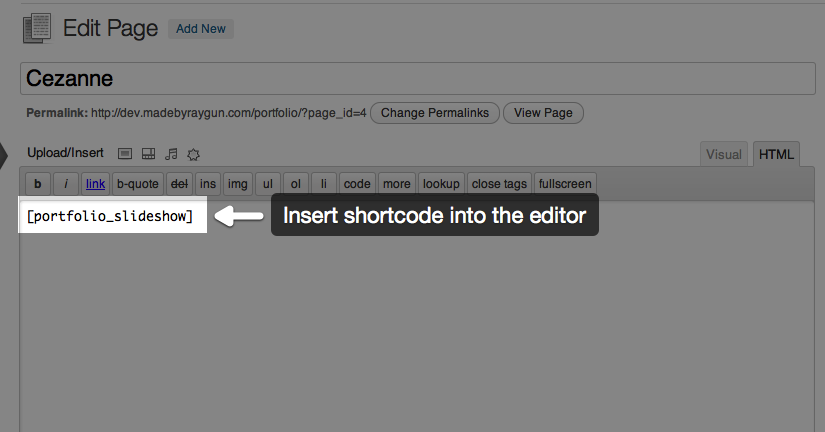 Edit Page Add New
Cezanne
Permalink: http://dev.madebyraygun.com/portfolio/?page_id=4 Change Permalinks View Page
Upload/Insert Visual HTML
b i link b-quote del ins img ul ol li code more lookup close tags fullscreen
[portfolio_slideshow] Insert shortcode into the editor